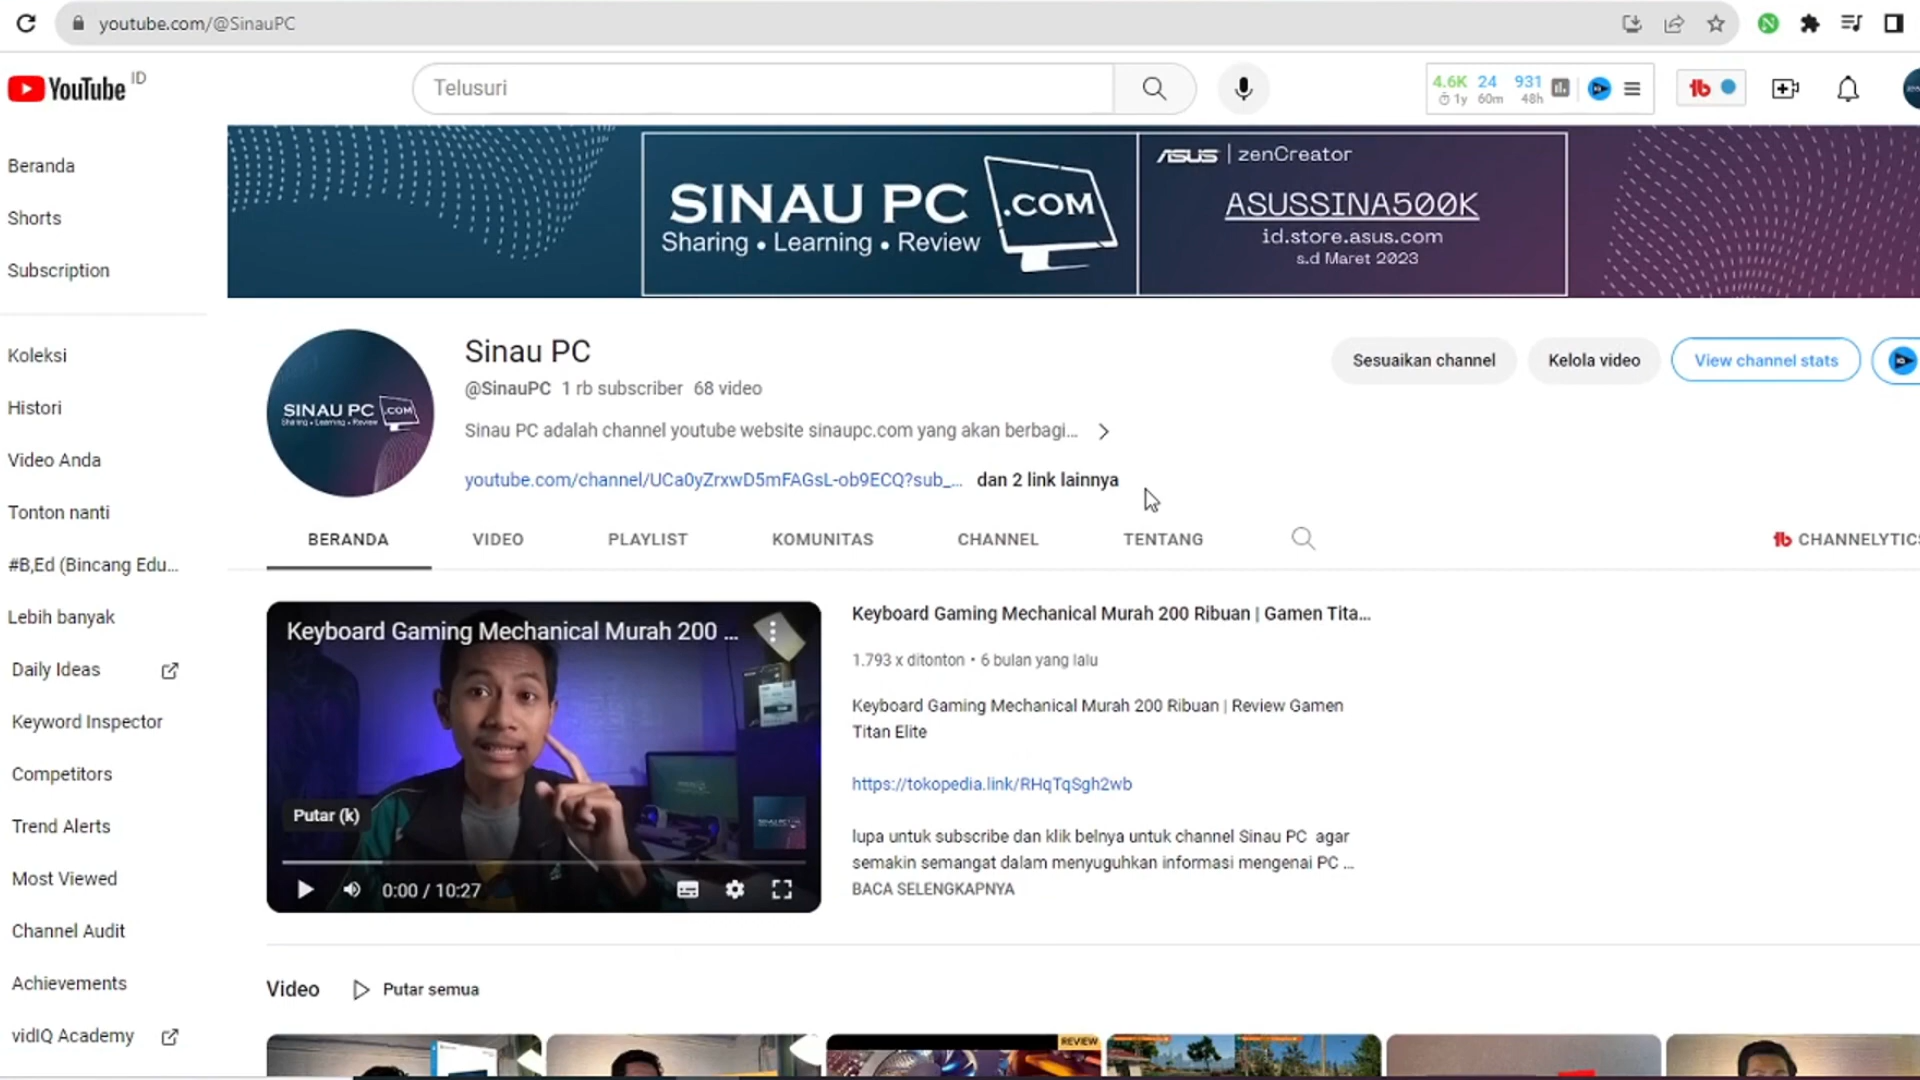 youtube.com/@SinauPC
YouTube ID
Telusuri
4.6K 24 931
1y 60m 48h
Beranda
Shorts
Subscription
Koleksi
Histori
Video Anda
Tonton nanti
#B,Ed (Bincang Edu...
Lebih banyak
Daily Ideas
Keyword Inspector
Competitors
Trend Alerts
Most Viewed
Channel Audit
Achievements
vidIQ Academy
SINAU PC .COM
Sharing • Learning • Review
ASUS | zenCreator
ASUSSINA500K
id.store.asus.com
s.d Maret 2023
SINAU PC .COM
Sharing • Learning • Review
Sinau PC
@SinauPC 1 rb subscriber 68 video
Sinau PC adalah channel youtube website sinaupc.com yang akan berbagi...
youtube.com/channel/UCa0yZrxwD5mFAGsL-ob9ECQ?sub_... dan 2 link lainnya
Sesuaikan channel
Kelola video
View channel stats
BERANDA VIDEO PLAYLIST KOMUNITAS CHANNEL TENTANG
CHANNELYTICS
Keyboard Gaming Mechanical Murah 200 ...
Putar (k)
0:00 / 10:27
Keyboard Gaming Mechanical Murah 200 Ribuan | Gamen Tita...
1.793 x ditonton • 6 bulan yang lalu
Keyboard Gaming Mechanical Murah 200 Ribuan | Review Gamen
Titan Elite
https://tokopedia.link/RHqTqSgh2wb
lupa untuk subscribe dan klik belnya untuk channel Sinau PC agar
semakin semangat dalam menyuguhkan informasi mengenai PC ...
BACA SELENGKAPNYA
Video
Putar semua
REVIEW